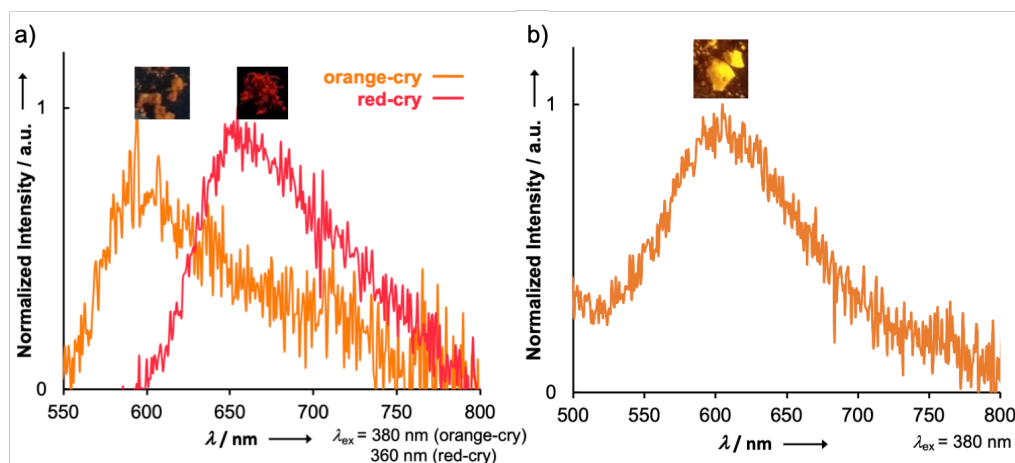 a)
orange-cry
red-cry
Normalized Intensity / a.u.
1
0
550 600 650 700 750 800
λ / nm
λex = 380 nm (orange-cry)
360 nm (red-cry)
b)
Normalized Intensity / a.u.
1
0
500 550 600 650 700 750 800
λ / nm
λex = 380 nm